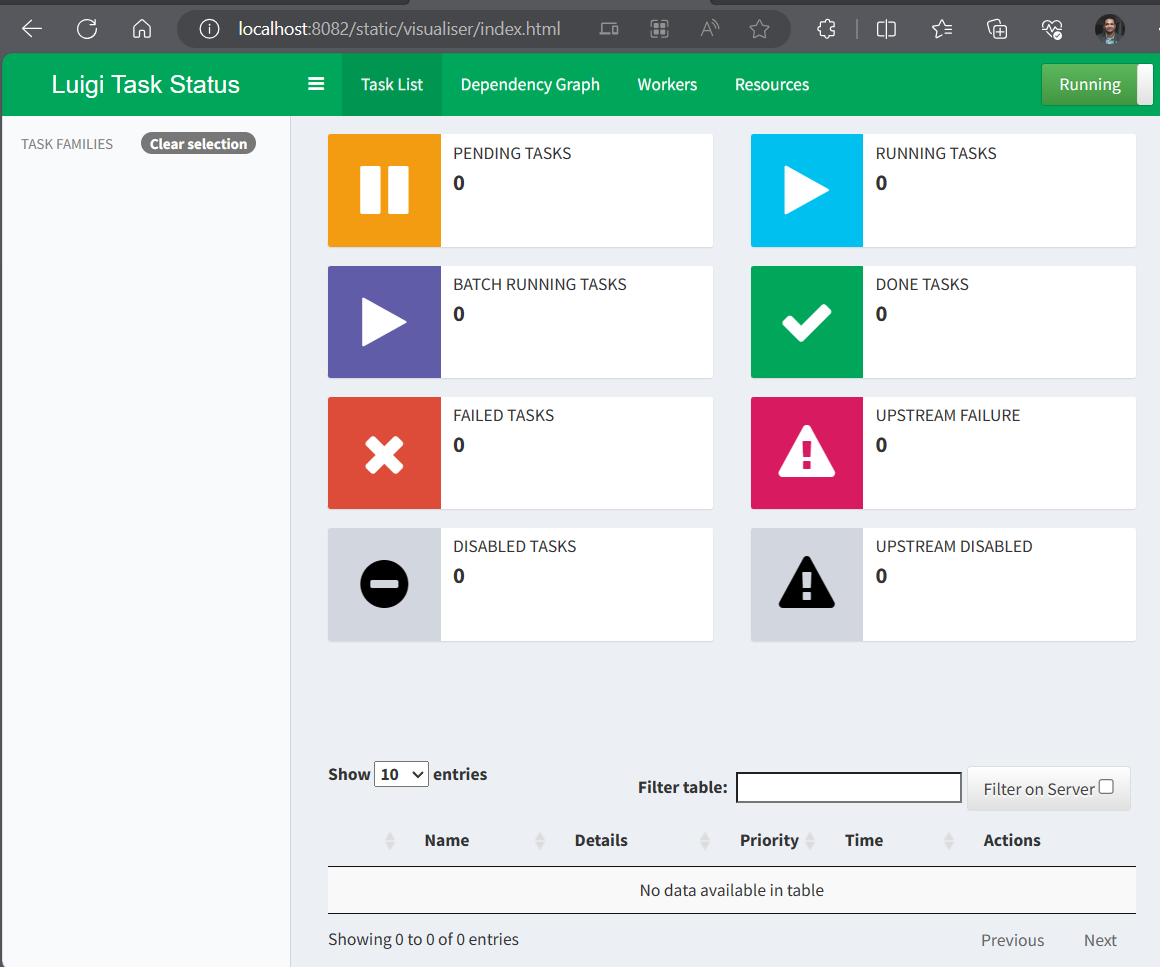 localhost:8082/static/visualiser/index.html
Luigi Task Status
Task List
Dependency Graph
Workers
Resources
Running
TASK FAMILIES
Clear selection
PENDING TASKS
0
RUNNING TASKS
0
BATCH RUNNING TASKS
0
DONE TASKS
0
FAILED TASKS
0
UPSTREAM FAILURE
0
DISABLED TASKS
0
UPSTREAM DISABLED
0
Show 10 entries
Filter table:
Filter on Server
Name Details Priority Time Actions
No data available in table
Showing 0 to 0 of 0 entries
Previous Next